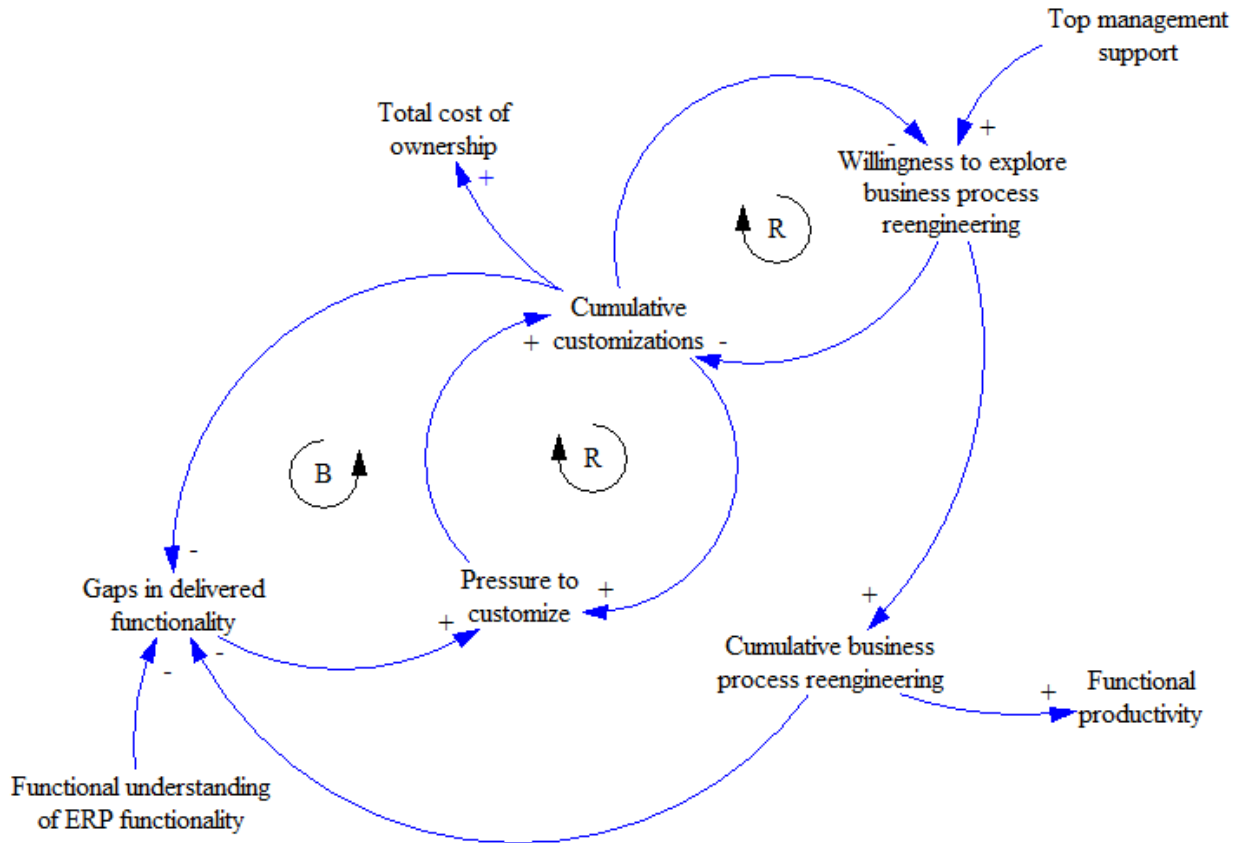 Top management
support
Total cost of
ownership
+
+
-
Willingness to explore
business process
reengineering
R
Cumulative
customizations
+
-
B
R
-
Gaps in delivered
functionality
Pressure to
customize
+
+
+
-
-
Cumulative business
process reengineering
+
Functional
productivity
Functional understanding
of ERP functionality